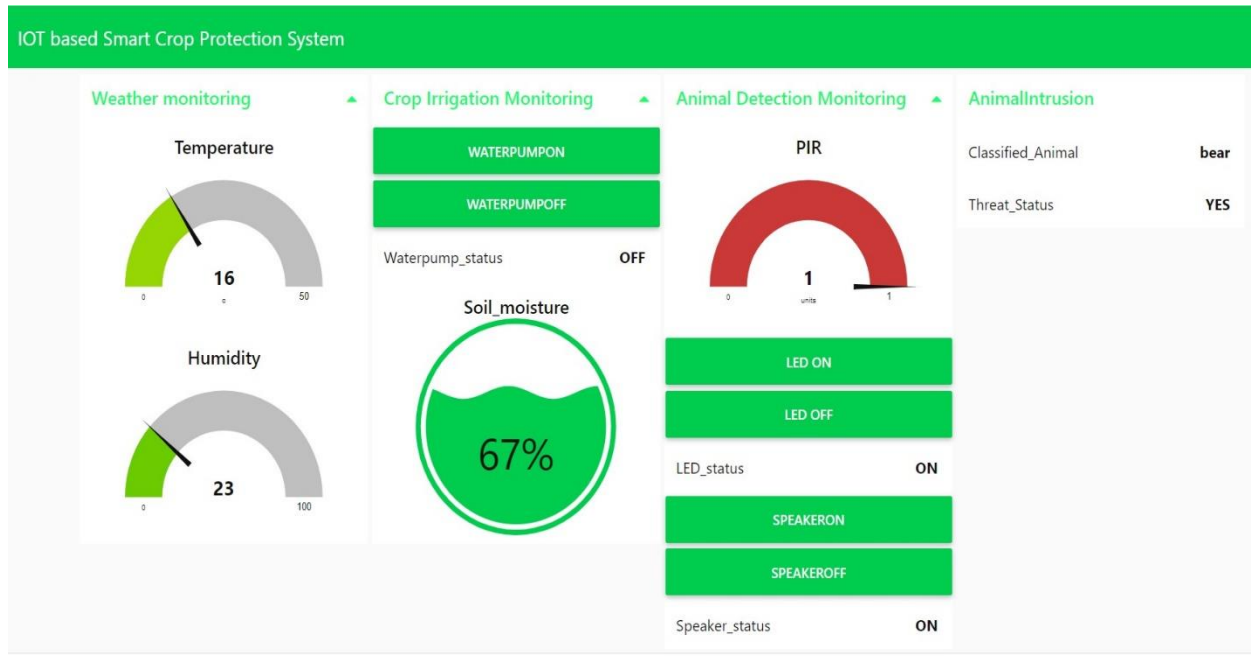 IOT based Smart Crop Protection System
Weather monitoring
Temperature
16
c
0
50
Humidity
23
0
100
Crop Irrigation Monitoring
WATERPUMPON
WATERPUMPOFF
Waterpump_status OFF
Soil_moisture
67%
Animal Detection Monitoring
PIR
1
units
0
1
LED ON
LED OFF
LED_status ON
SPEAKERON
SPEAKEROFF
Speaker_status ON
AnimalIntrusion
Classified_Animal bear
Threat_Status YES